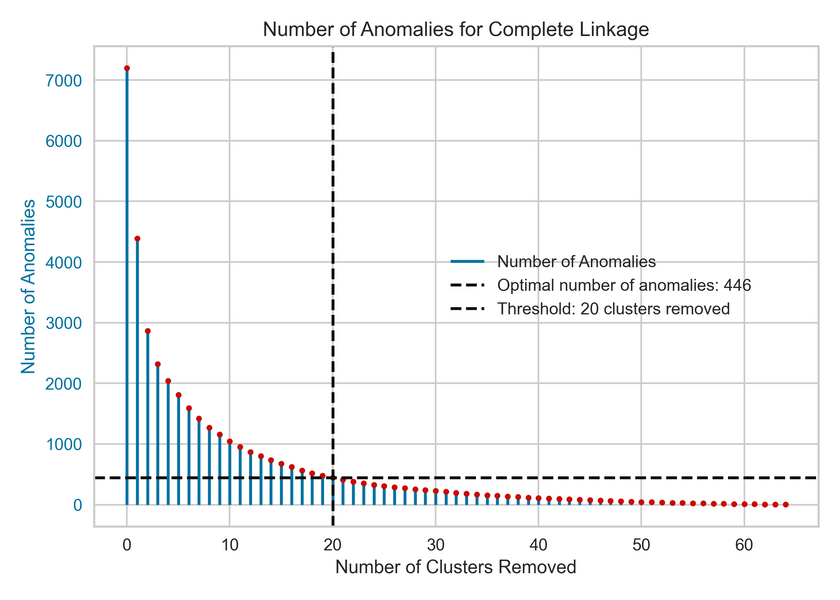 Number of Anomalies for Complete Linkage
Number of Anomalies
7000
6000
5000
4000
3000
2000
1000
0
Number of Anomalies
Optimal number of anomalies: 446
Threshold: 20 clusters removed
0 10 20 30 40 50 60
Number of Clusters Removed